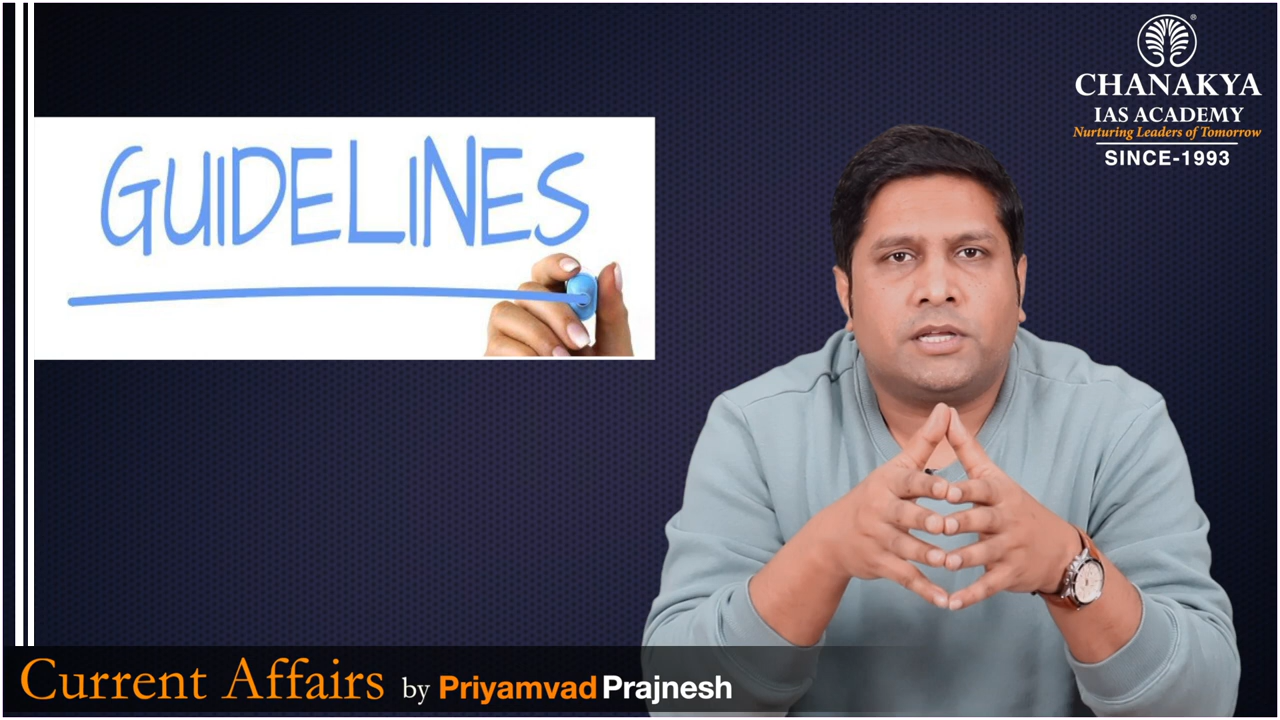 CHANAKYA
IAS ACADEMY
Nurturing Leaders of Tomorrow
SINCE-1993
GUIDELINES
Current Affairs by Priyamvad Prajnesh